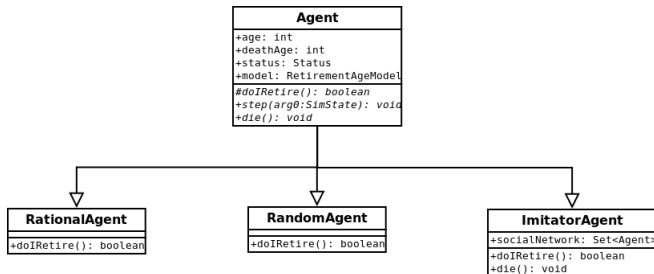 Agent
+age: int
+deathAge: int
+status: Status
+model: RetirementAgeModel
#doIRetire(): boolean
+step(arg0:SimState): void
+die(): void
RationalAgent
+doIRetire(): boolean
RandomAgent
+doIRetire(): boolean
ImitatorAgent
+socialNetwork: Set<Agent>
+doIRetire(): boolean
+die(): void